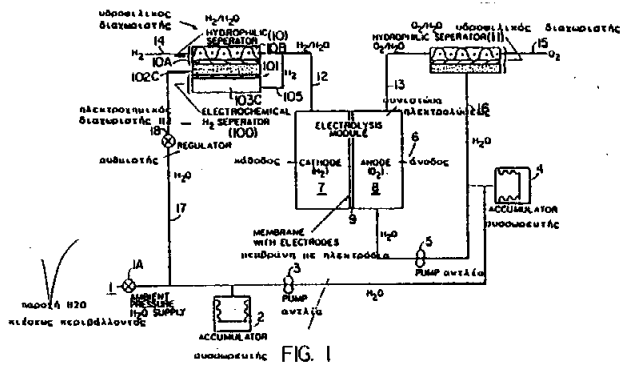 υδροφιλικός
διαχωριστής
H₂/H₂O
14
HYDROPHILIC
SEPERATOR
(10)
H₂
10A
10B
H₂/H₂O
102C
101
H₂
103C
105
12
ηλεκτροχημικός
διαχωριστής
ELECTROCHEMICAL
H₂ SEPERATOR
(100)
18
REGULATOR
ρυθμιστής
H₂O
17
O₂/H₂O
υδροφιλικός διαχωριστής
HYDROPHILIC SEPERATOR (11)
O₂/H₂O
15
O₂
13
16
συνιστώσα
ηλεκτρολύσεως
ELECTROLYSIS
MODULE
6
κάθοδος
CATHODE
(H₂)
7
ANODE
(O₂)
8
άνοδος
H₂O
4
ACCUMULATOR
συσσωρευτής
9
MEMBRANE
WITH ELECTRODES
μεμβράνη με ηλεκτρόδια
H₂O
5
PUMP αντλία
1
1A
AMBIENT
PRESSURE
H₂O SUPPLY
παροχή H2O
πιέσεως περιβάλλοντος
3
PUMP
αντλία
H₂O
2
ACCUMULATOR
συσσωρευτής
FIG. 1